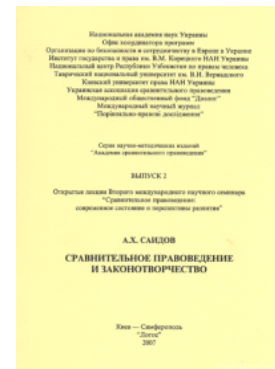 Национальная академия наук Украины
Офис координатора программ
Организации по безопасности и сотрудничеству в Европе в Украине
Институт государства и права им. В.М. Корецкого НАН Украины
Национальный центр Республики Узбекистан по правам человека
Таврический национальный университет им. В.И. Вернадского
Киевский университет права НАН Украины
Украинская ассоциация сравнительного правоведения
Международный общественный фонд "Диалог"
Международный научный журнал
"Порівняльно-правові дослідження"
Серия научно-методических изданий
"Академия сравнительного правоведения"
ВЫПУСК 2
Открытая лекция Второго международного научного семинара
"Сравнительное правоведение:
современное состояние и перспективы развития"
А.Х. САИДОВ
СРАВНИТЕЛЬНОЕ ПРАВОВЕДЕНИЕ
И ЗАКОНОТВОРЧЕСТВО
Киев — Симферополь
"Логос"
2007